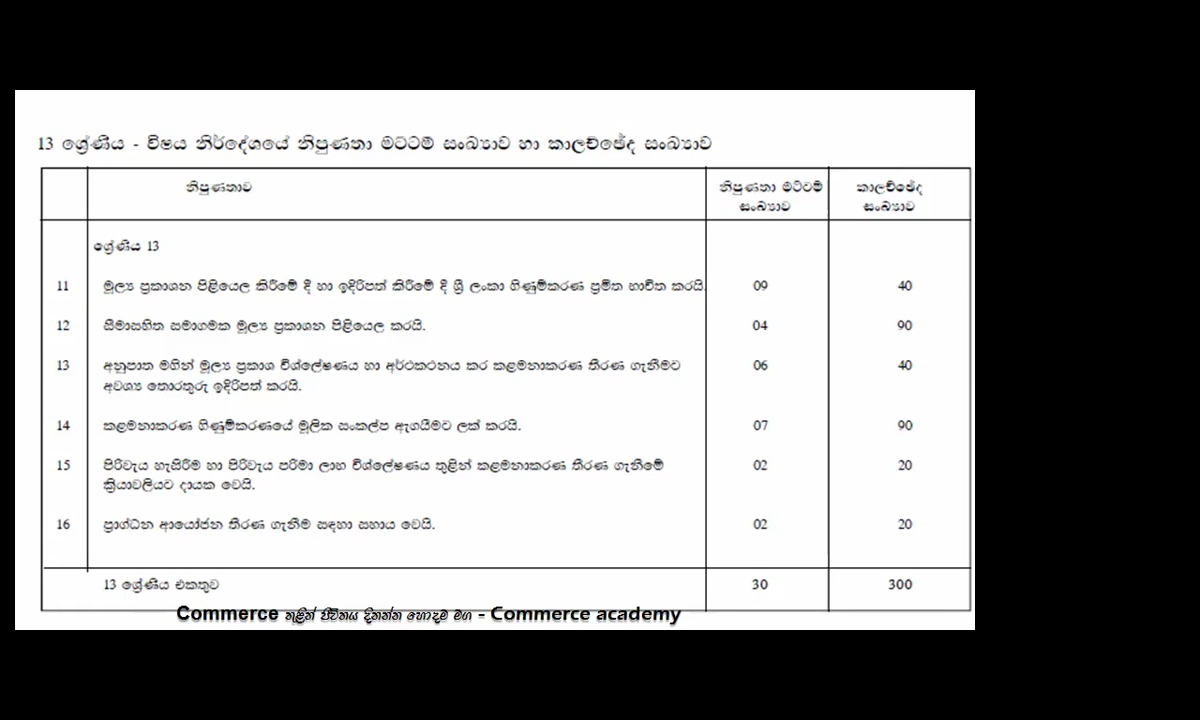 13 ශ්‍රේණිය - විෂය නිර්දේශයේ නිපුණතා මට්ටම් සංඛ්‍යාව හා කාලච්ඡේද සංඛ්‍යාව
නිපුණතාව නිපුණතා මට්ටම් කාලච්ඡේද
සංඛ්‍යාව සංඛ්‍යාව
ශ්‍රේණිය 13
11 මූල්‍ය ප්‍රකාශන පිළියෙල කිරීමේ දී හා ඉදිරිපත් කිරීමේ දී ශ්‍රී ලංකා ගිණුම්කරණ ප්‍රමිත භාවිත කරයි. 09 40
12 සීමාසහිත සමාගමක මූල්‍ය ප්‍රකාශන පිළියෙල කරයි. 04 90
13 අනුපාත මගින් මූල්‍ය ප්‍රකාශ විශ්ලේෂණය හා අර්ථකථනය කර කළමනාකරණ තීරණ ගැනීමට 06 40
අවශ්‍ය තොරතුරු ඉදිරිපත් කරයි.
14 කළමනාකරණ ගිණුම්කරණයේ මූලික සංකල්ප ඇගයීමට ලක් කරයි. 07 90
15 පිරිවැය හැසිරීම හා පිරිවැය පරිමා ලාභ විශ්ලේෂණය තුළින් කළමනාකරණ තීරණ ගැනීමේ 02 20
ක්‍රියාවලියට දායක වෙයි.
16 ප්‍රාග්ධන ආයෝජන තීරණ ගැනීම සඳහා සහාය වෙයි. 02 20
13 ශ්‍රේණිය එකතුව 30 300
Commerce තුළින් ජීවිතය දිනන්න හොඳම මග - Commerce academy